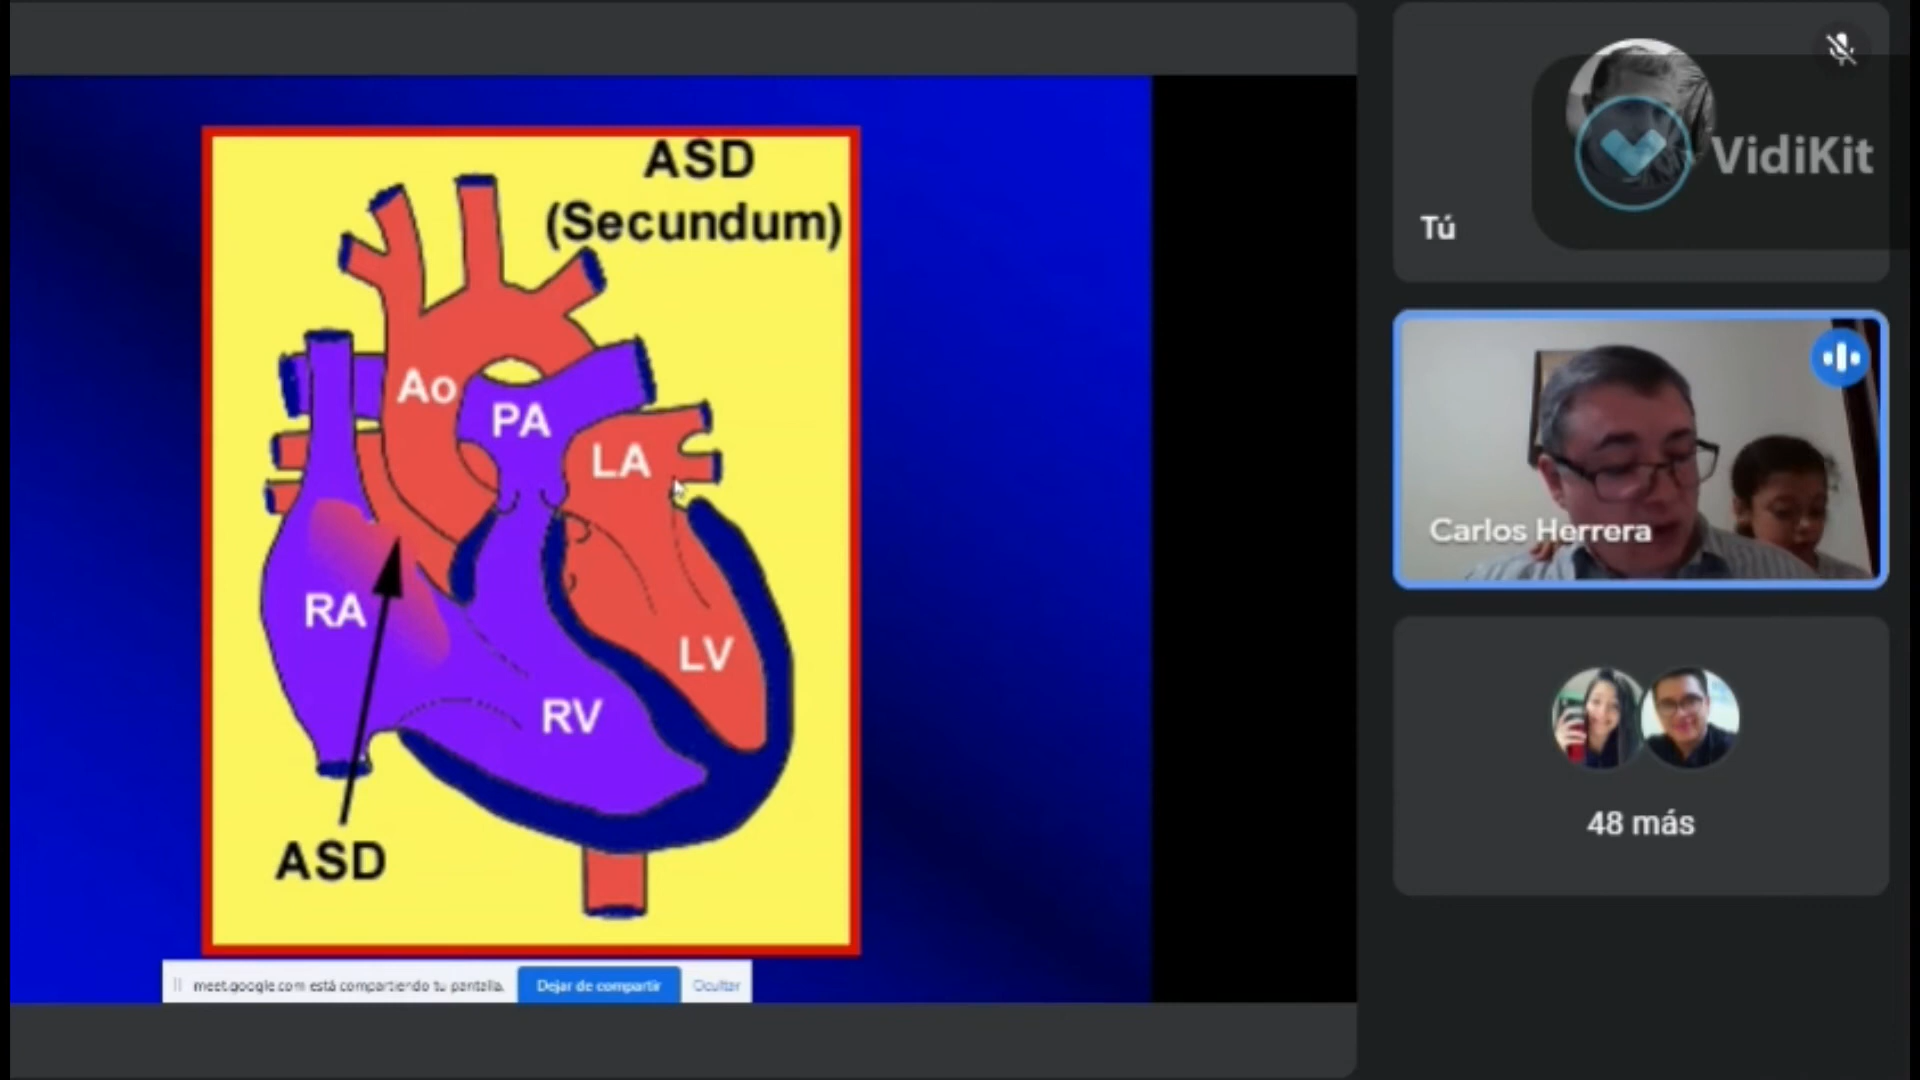 ASD
(Secundum)
Ao
PA
LA
RA
LV
RV
ASD
meet.google.com está compartiendo tu pantalla.
Dejar de compartir
Ocultar
VidiKit
Tú
Carlos Herrera
48 más